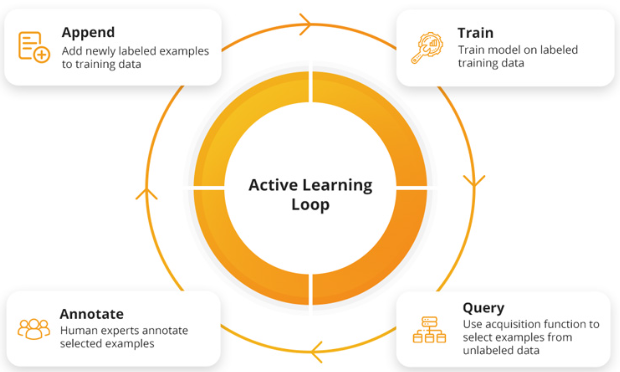 Append
Add newly labeled examples
to training data
Train
Train model on labeled
training data
Active Learning
Loop
Annotate
Human experts annotate
selected examples
Query
Use acquisition function to
select examples from
unlabeled data